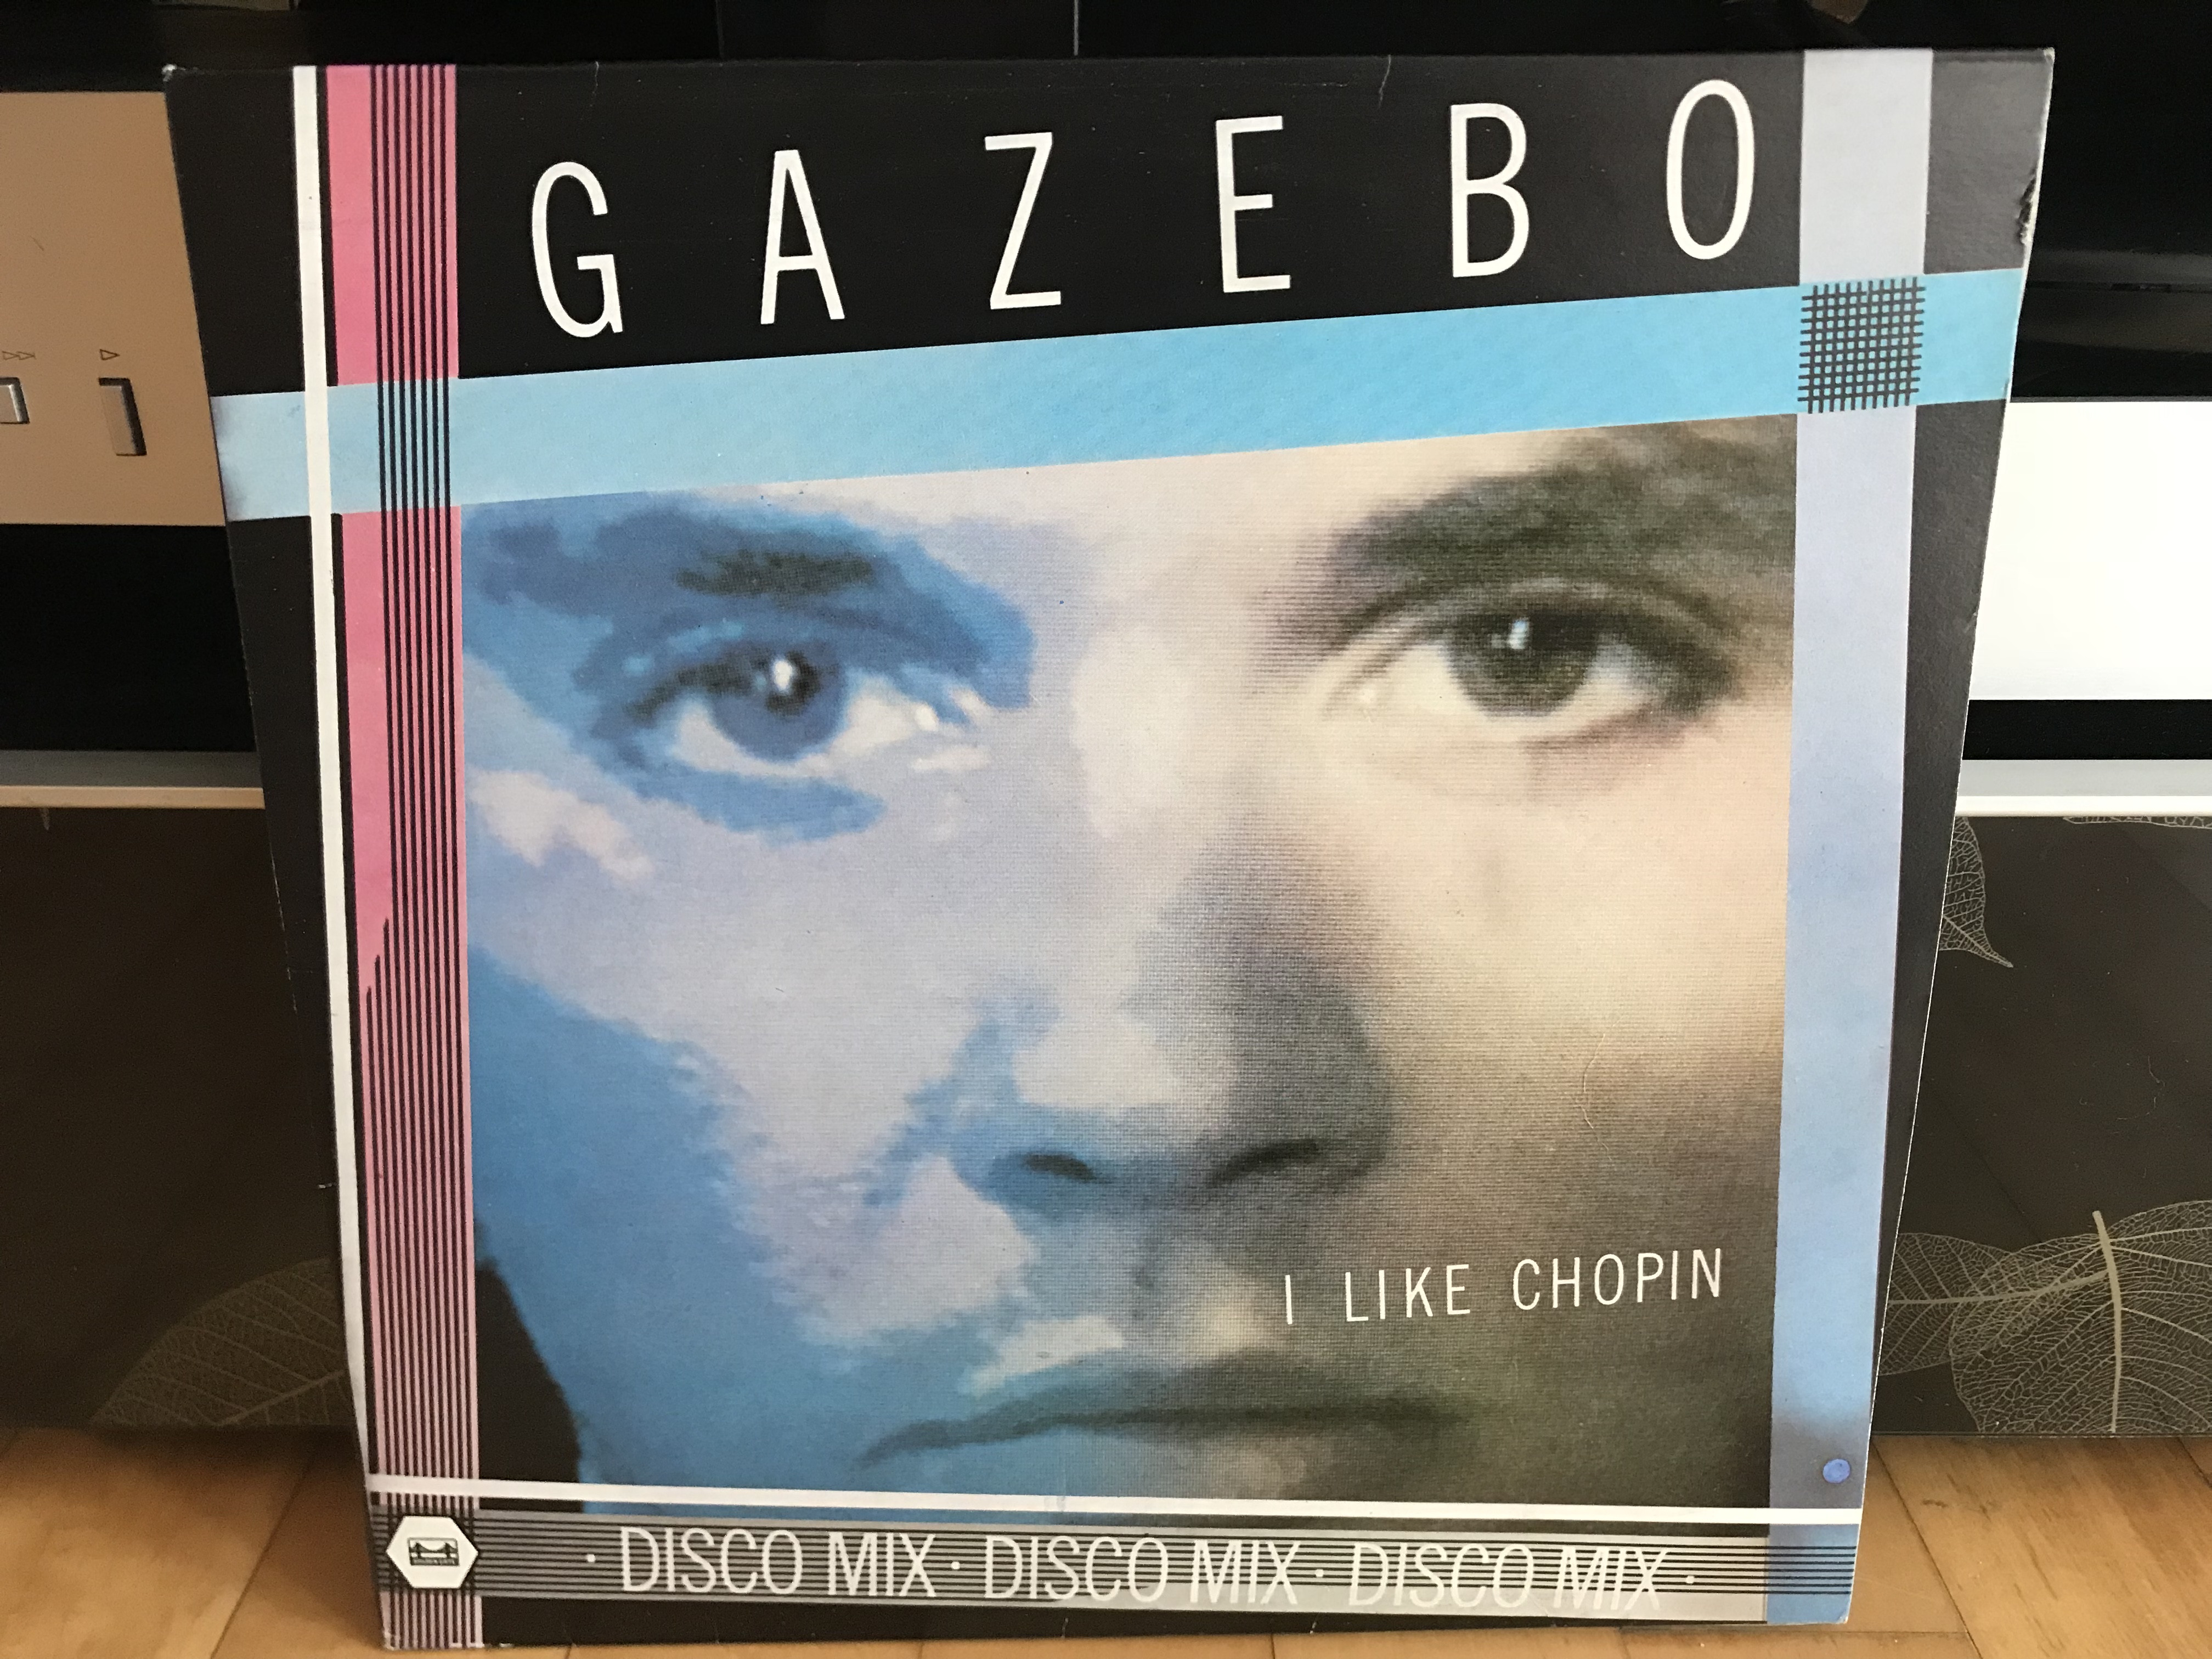 GAZEBO
I LIKE CHOPIN
· DISCO MIX · DISCO MIX · DISCO MIX ·